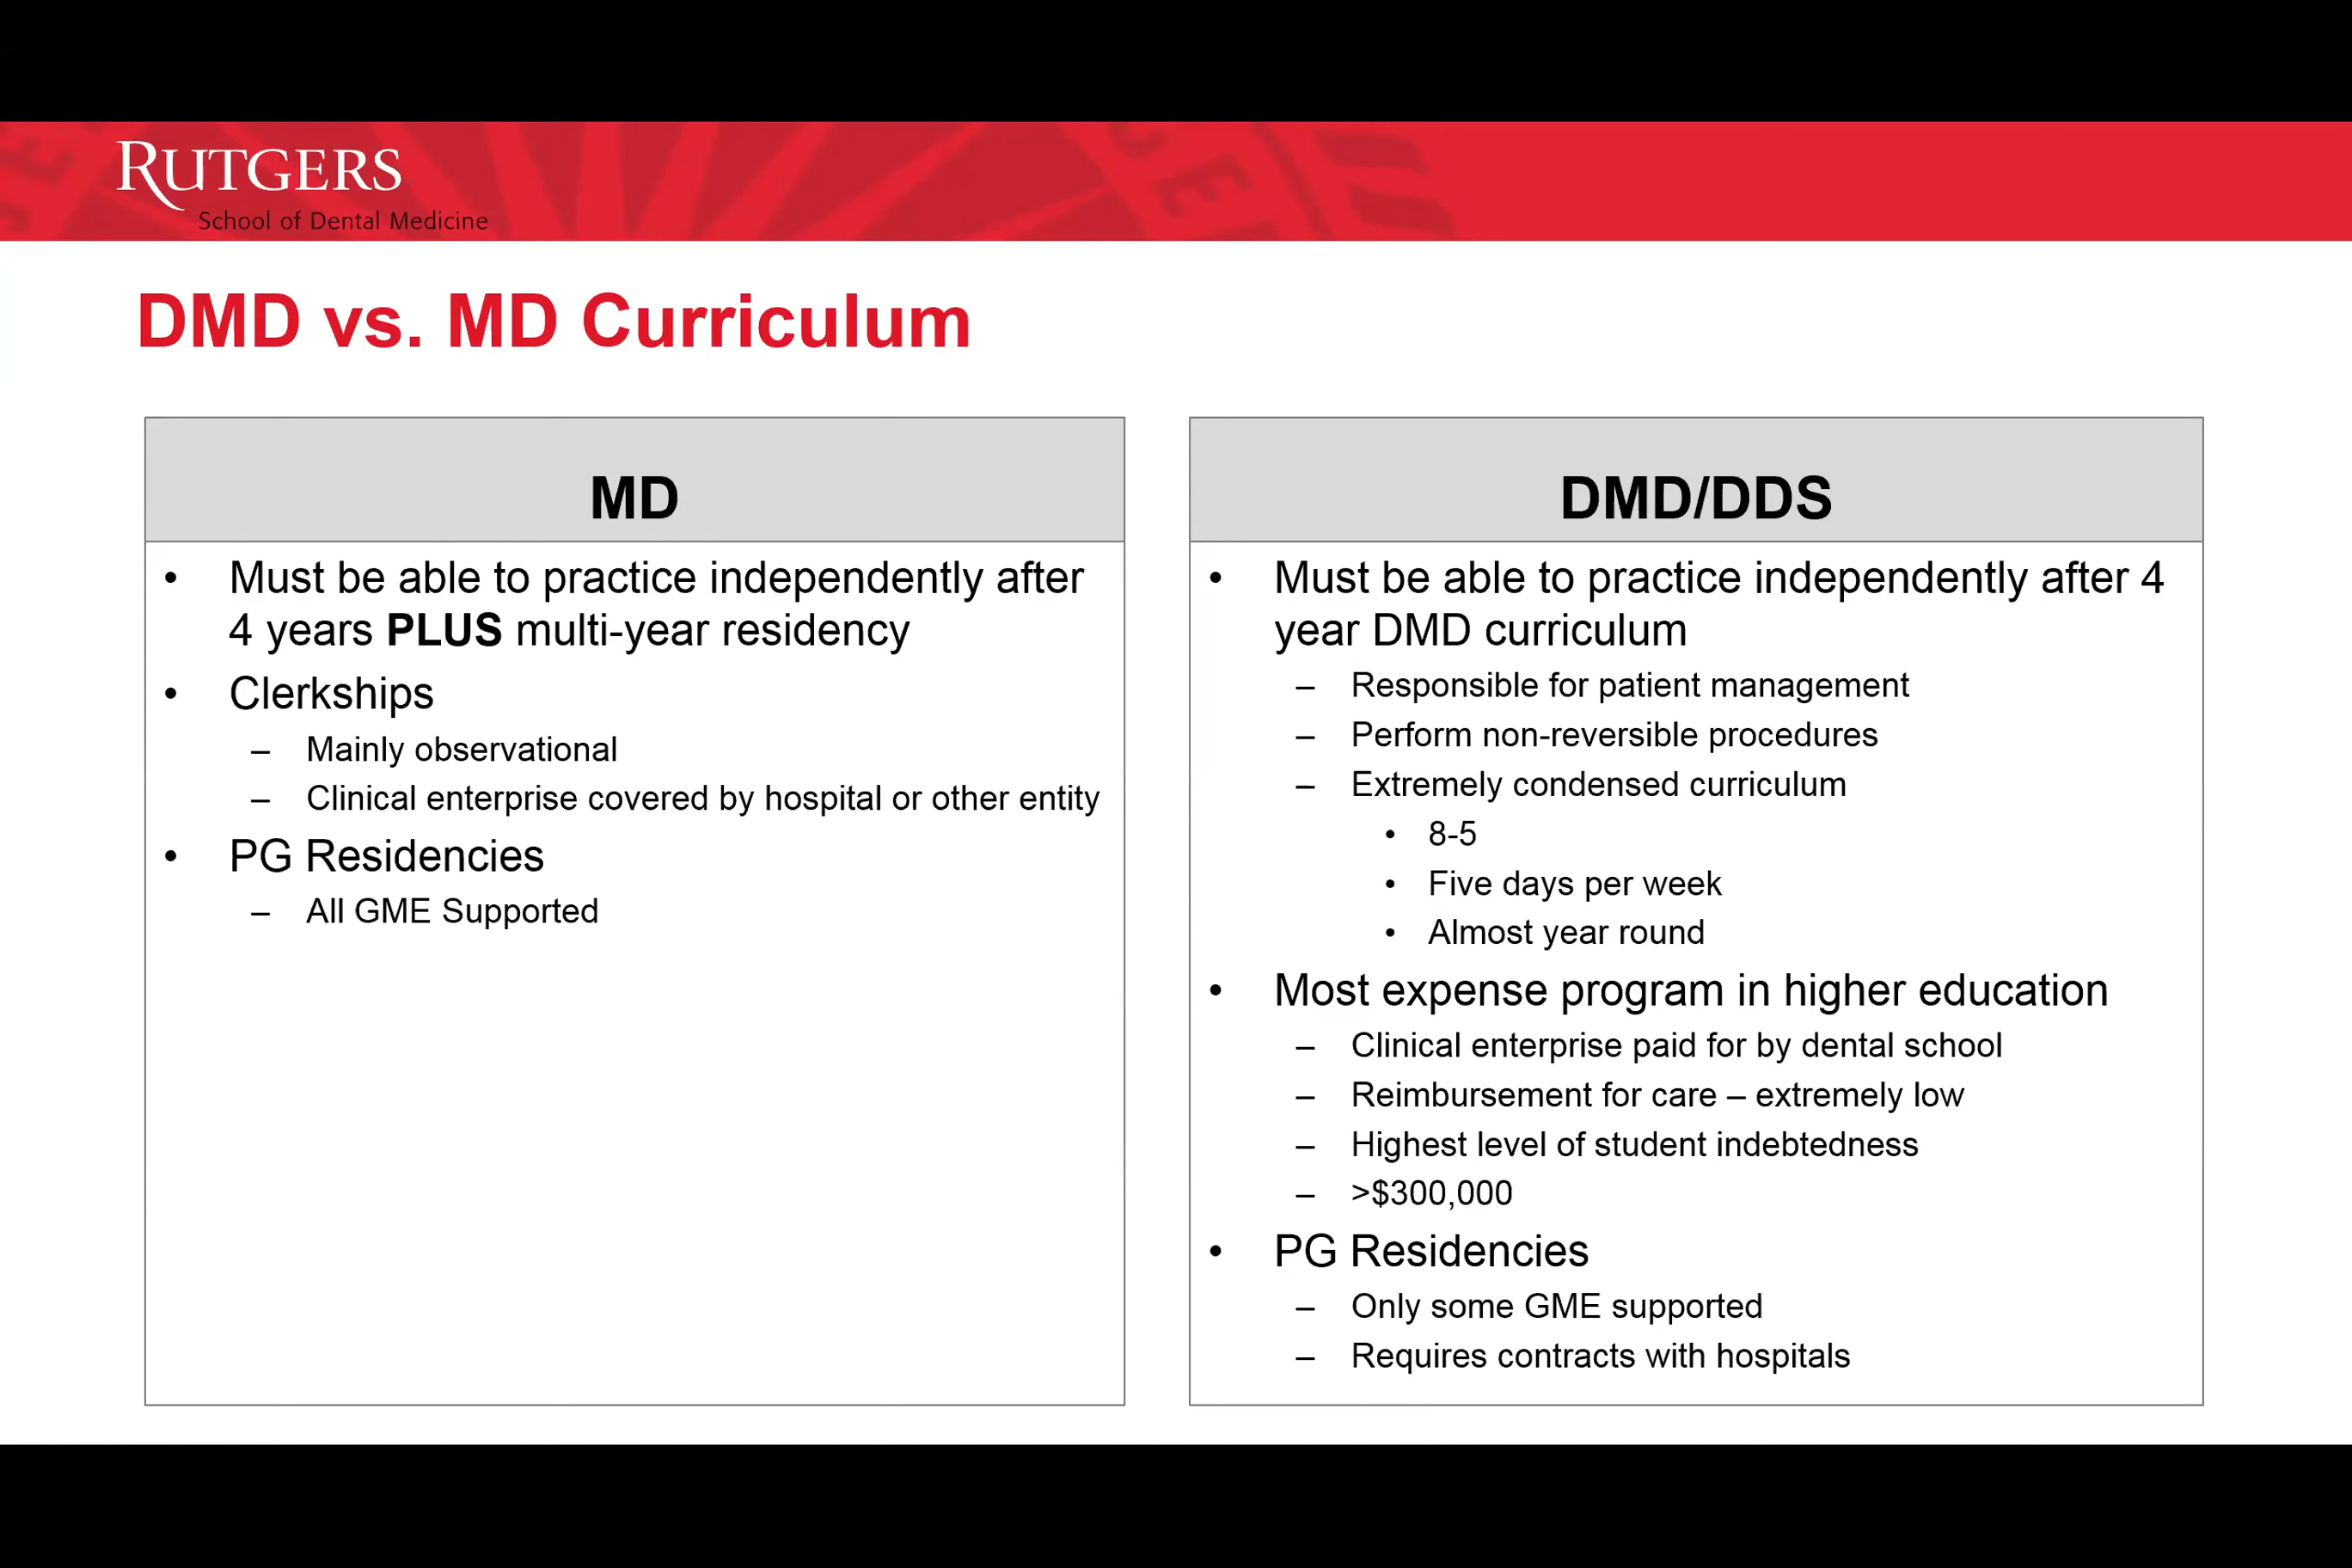 RUTGERS
School of Dental Medicine
DMD vs. MD Curriculum
MD
• Must be able to practice independently after
4 years PLUS multi-year residency
• Clerkships
– Mainly observational
– Clinical enterprise covered by hospital or other entity
• PG Residencies
– All GME Supported
DMD/DDS
• Must be able to practice independently after 4
year DMD curriculum
– Responsible for patient management
– Perform non-reversible procedures
– Extremely condensed curriculum
• 8-5
• Five days per week
• Almost year round
• Most expense program in higher education
– Clinical enterprise paid for by dental school
– Reimbursement for care – extremely low
– Highest level of student indebtedness
– >$300,000
• PG Residencies
– Only some GME supported
– Requires contracts with hospitals